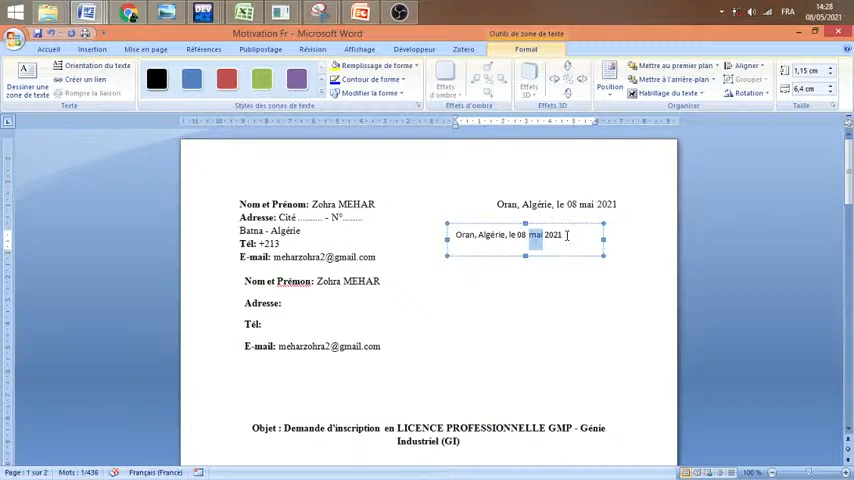 14:28
FRA
08/05/2021
Motivation Fr - Microsoft Word
Outils de zone de texte
Accueil Insertion Mise en page Références Publipostage Révision Affichage Développeur Zotero Format
Dessiner une zone de texte
Orientation du texte
Créer un lien
Rompre la liaison
Texte
Remplissage de forme
Contour de forme
Modifier la forme
Styles des zones de texte
Effets d'ombre
Effets d'ombre
Effets 3D
Effets 3D
Position
Mettre au premier plan
Mettre à l'arrière-plan
Habillage du texte
Aligner
Grouper
Rotation
Organiser
1,15 cm
6,4 cm
Taille
Nom et Prénom: Zohra MEHAR
Oran, Algérie, le 08 mai 2021
Adresse: Cité .......... - N°........
Batna - Algérie
Oran, Algérie, le 08 mai 2021
Tél: +213
E-mail: meharzohra2@gmail.com
Nom et Prémon: Zohra MEHAR
Adresse:
Tél:
E-mail: meharzohra2@gmail.com
Objet : Demande d'inscription en LICENCE PROFESSIONNELLE GMP - Génie
Industriel (GI)
Page : 1 sur 2 Mots : 1/436 Français (France) 100 %